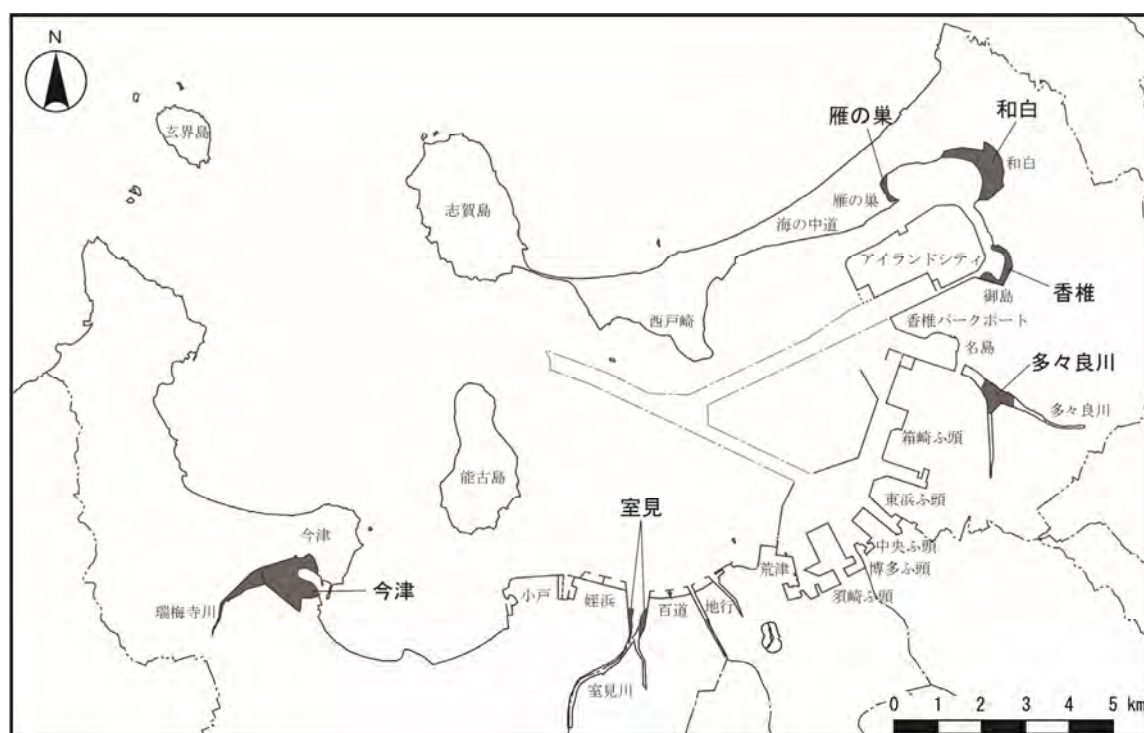 N
玄界島
志賀島
雁の巣
和白
和白
雁の巣
海の中道
アイランドシティ
香椎
御島
西戸崎
香椎パークポート
名島
多々良川
多々良川
箱崎ふ頭
能古島
東浜ふ頭
室見
今津
中央ふ頭
荒津
博多ふ頭
今津
小戸
姪浜
百道
地行
須崎ふ頭
瑞梅寺川
室見川
0 1 2 3 4 5 km